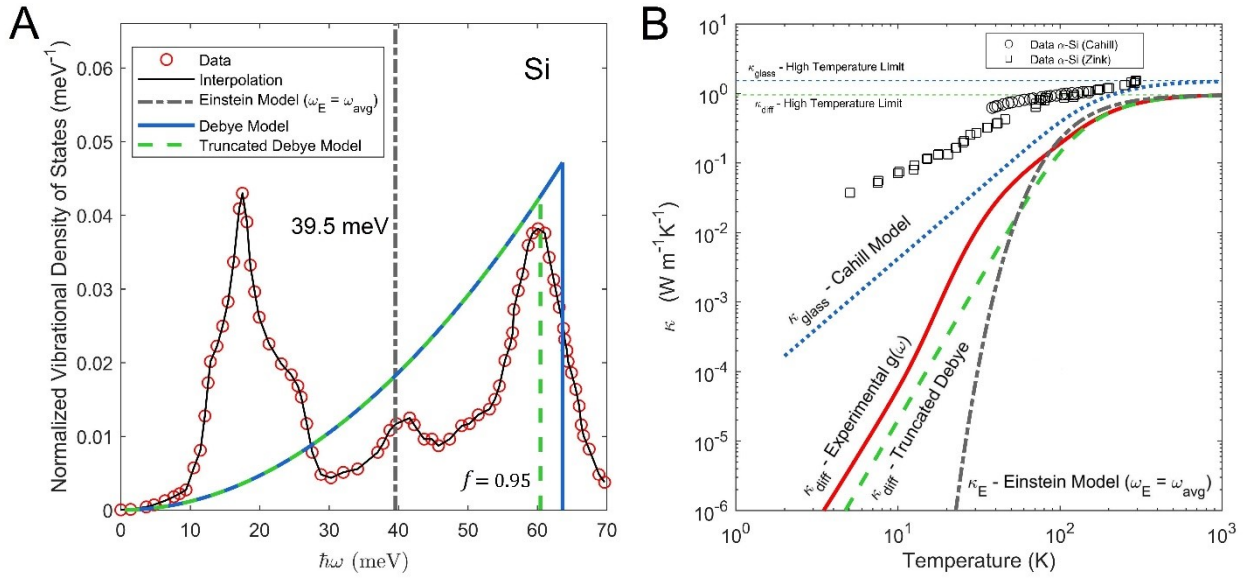 A
Normalized Vibrational Density of States (meV⁻¹)
0.06
0.05
0.04
0.03
0.02
0.01
0
Data
Interpolation
Einstein Model (ω_E = ω_avg)
Debye Model
Truncated Debye Model
Si
39.5 meV
f = 0.95
0 10 20 30 40 50 60 70
ħω (meV)
B
κ (W m⁻¹K⁻¹)
10¹
10⁰
10⁻¹
10⁻²
10⁻³
10⁻⁴
10⁻⁵
10⁻⁶
Data α-Si (Cahill)
Data α-Si (Zink)
κ_glass - High Temperature Limit
κ_diff - High Temperature Limit
κ_glass - Cahill Model
κ_diff - Experimental g(ω)
κ_diff - Truncated Debye
κ_E - Einstein Model (ω_E = ω_avg)
10⁰ 10¹ 10² 10³
Temperature (K)